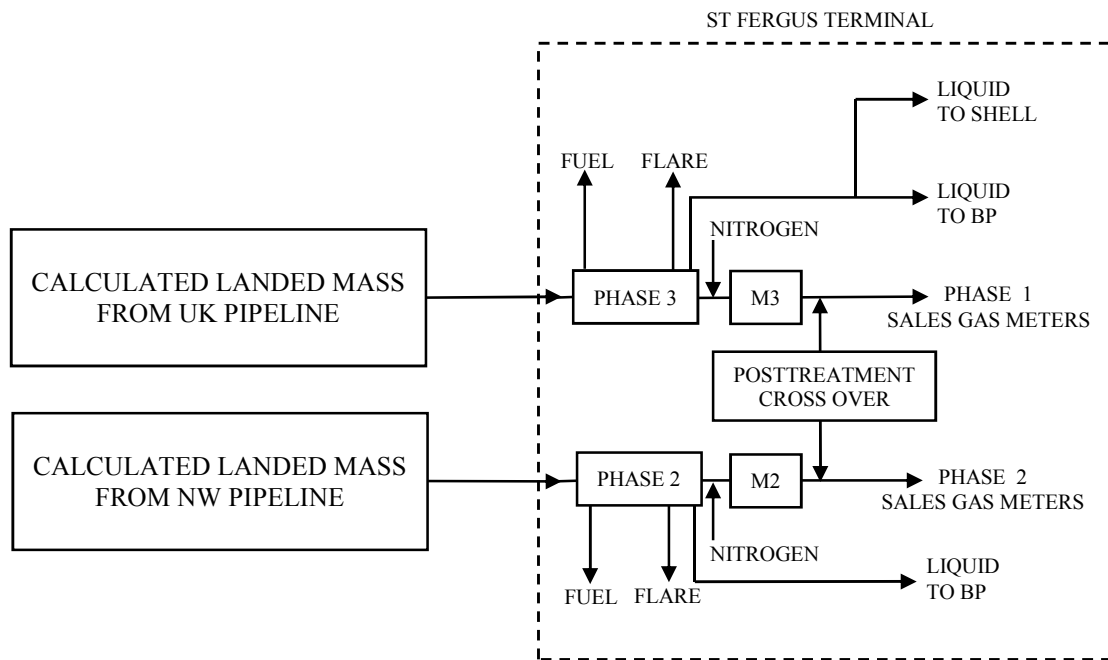 ST FERGUS TERMINAL
LIQUID
TO SHELL
FUEL
FLARE
LIQUID
TO BP
NITROGEN
CALCULATED LANDED MASS
FROM UK PIPELINE
PHASE 3
M3
PHASE 1
SALES GAS METERS
POSTTREATMENT
CROSS OVER
CALCULATED LANDED MASS
FROM NW PIPELINE
PHASE 2
M2
PHASE 2
SALES GAS METERS
NITROGEN
LIQUID
TO BP
FUEL
FLARE